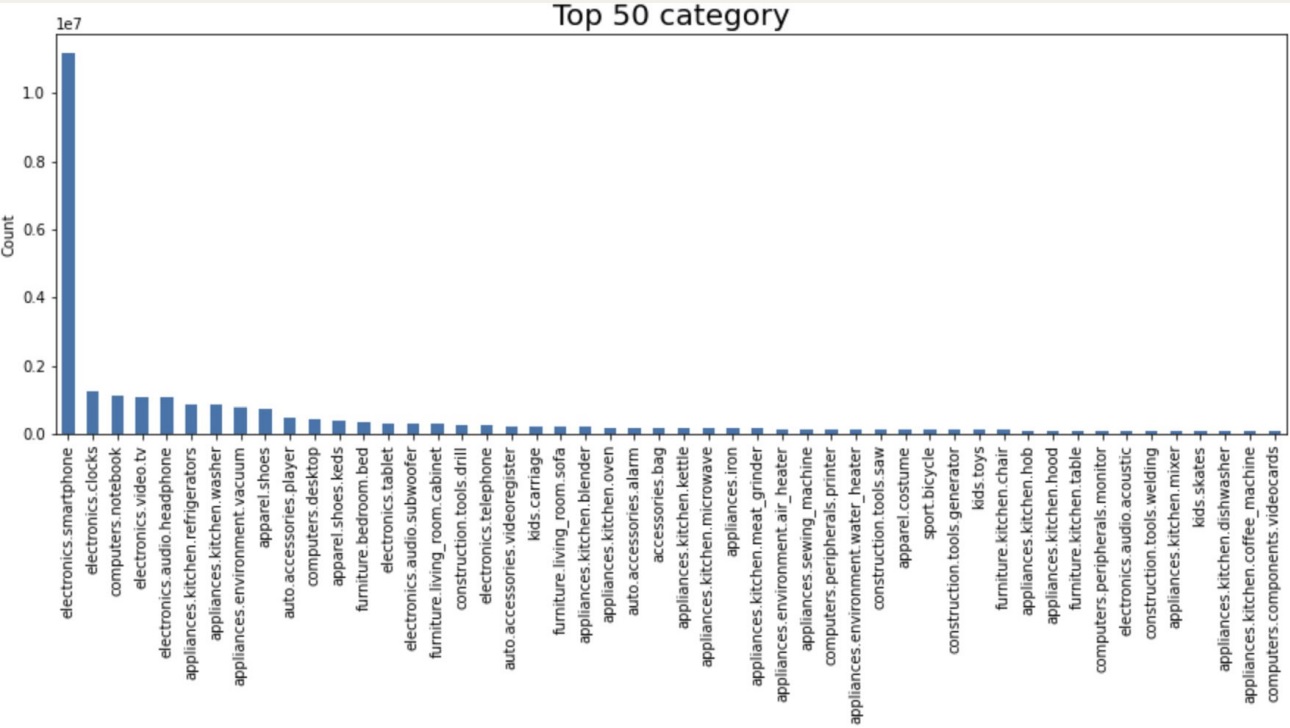 Top 50 category
1e7
1.0
0.8
0.6
0.4
0.2
0.0
Count
electronics.smartphone
electronics.clocks
computers.notebook
electronics.video.tv
electronics.audio.headphone
appliances.kitchen.refrigerators
appliances.kitchen.washer
appliances.environment.vacuum
apparel.shoes
auto.accessories.player
computers.desktop
apparel.shoes.keds
furniture.bedroom.bed
electronics.tablet
electronics.audio.subwoofer
furniture.living_room.cabinet
construction.tools.drill
electronics.telephone
auto.accessories.videoregister
kids.carriage
furniture.living_room.sofa
appliances.kitchen.blender
appliances.kitchen.oven
auto.accessories.alarm
accessories.bag
appliances.kitchen.kettle
appliances.kitchen.microwave
appliances.iron
appliances.kitchen.meat_grinder
appliances.environment.air_heater
appliances.sewing_machine
computers.peripherals.printer
appliances.environment.water_heater
construction.tools.saw
apparel.costume
sport.bicycle
construction.tools.generator
kids.toys
furniture.kitchen.chair
appliances.kitchen.hob
appliances.kitchen.hood
furniture.kitchen.table
computers.peripherals.monitor
electronics.audio.acoustic
construction.tools.welding
appliances.kitchen.mixer
kids.skates
appliances.kitchen.dishwasher
appliances.kitchen.coffee_machine
computers.components.videocards